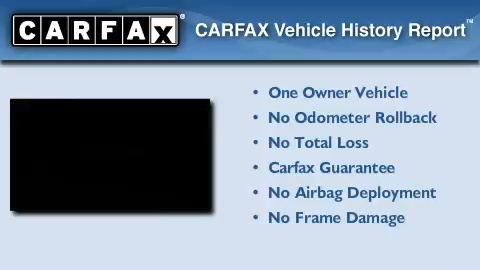 CARFAX® CARFAX Vehicle History Report™
• One Owner Vehicle
• No Odometer Rollback
• No Total Loss
• Carfax Guarantee
• No Airbag Deployment
• No Frame Damage